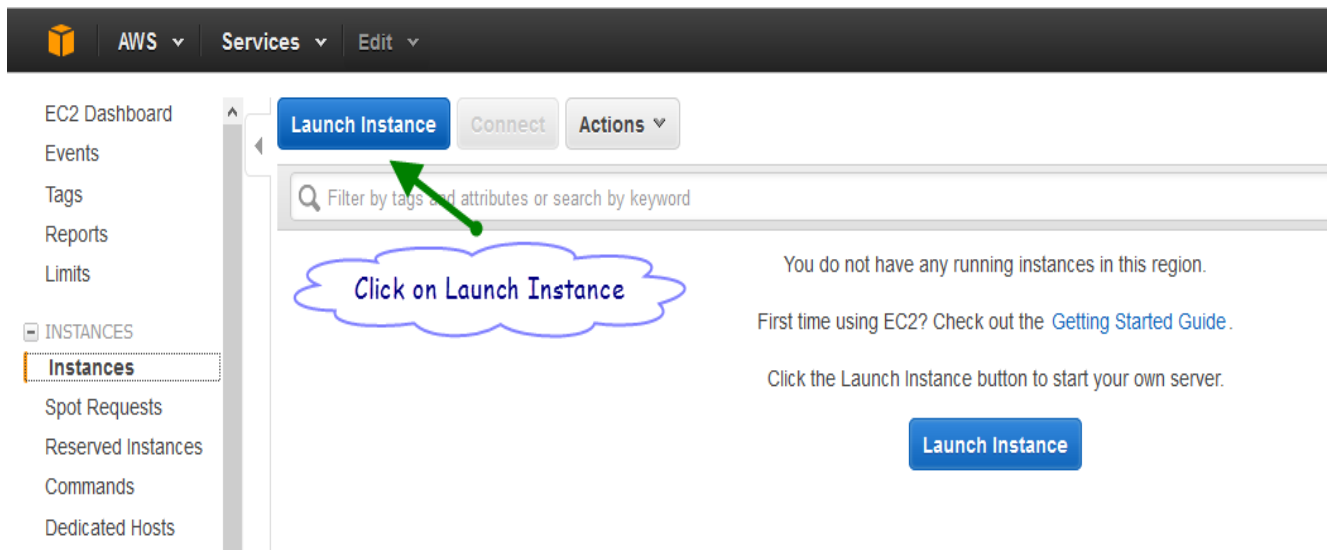 AWS Services Edit
EC2 Dashboard
Events
Tags
Reports
Limits
INSTANCES
Instances
Spot Requests
Reserved Instances
Commands
Dedicated Hosts
Launch Instance Connect Actions
Filter by tags and attributes or search by keyword
Click on Launch Instance
You do not have any running instances in this region.
First time using EC2? Check out the Getting Started Guide.
Click the Launch Instance button to start your own server.
Launch Instance